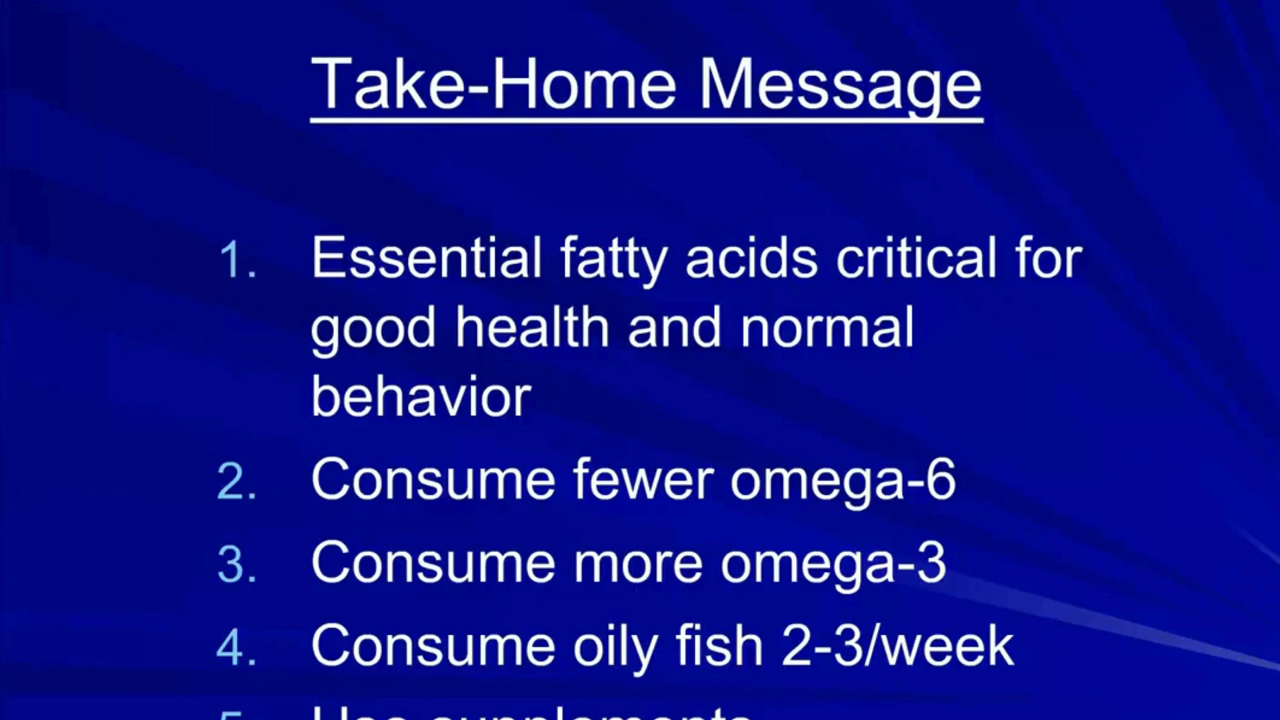 Take-Home Message
1. Essential fatty acids critical for
good health and normal
behavior
2. Consume fewer omega-6
3. Consume more omega-3
4. Consume oily fish 2-3/week
5. Use supplements